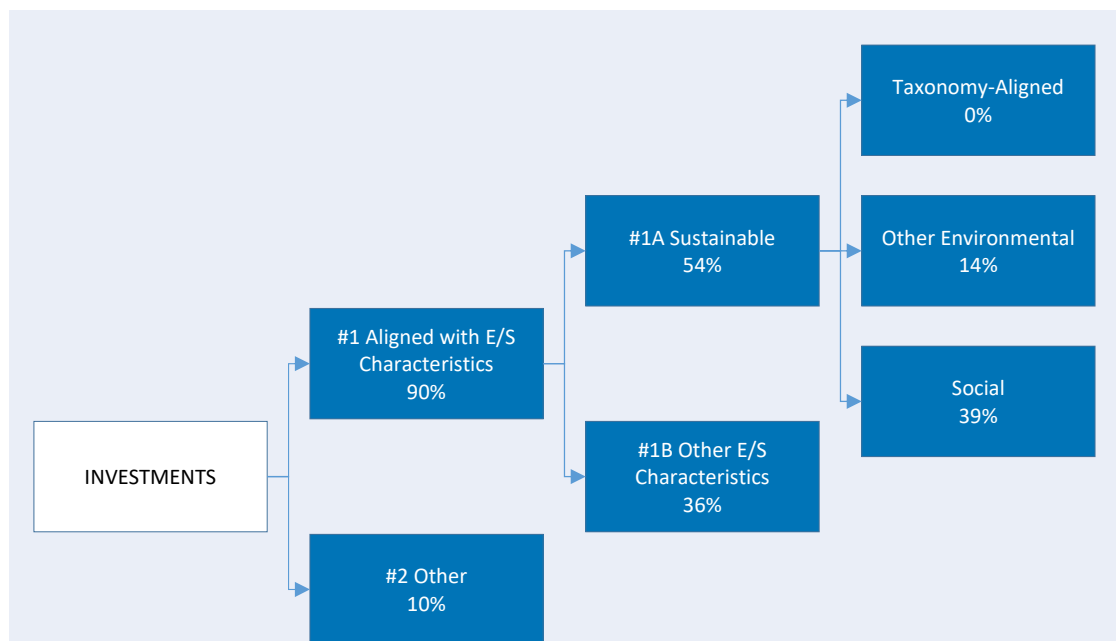 INVESTMENTS
#1 Aligned with E/S
Characteristics
90%
#2 Other
10%
#1A Sustainable
54%
#1B Other E/S
Characteristics
36%
Taxonomy-Aligned
0%
Other Environmental
14%
Social
39%